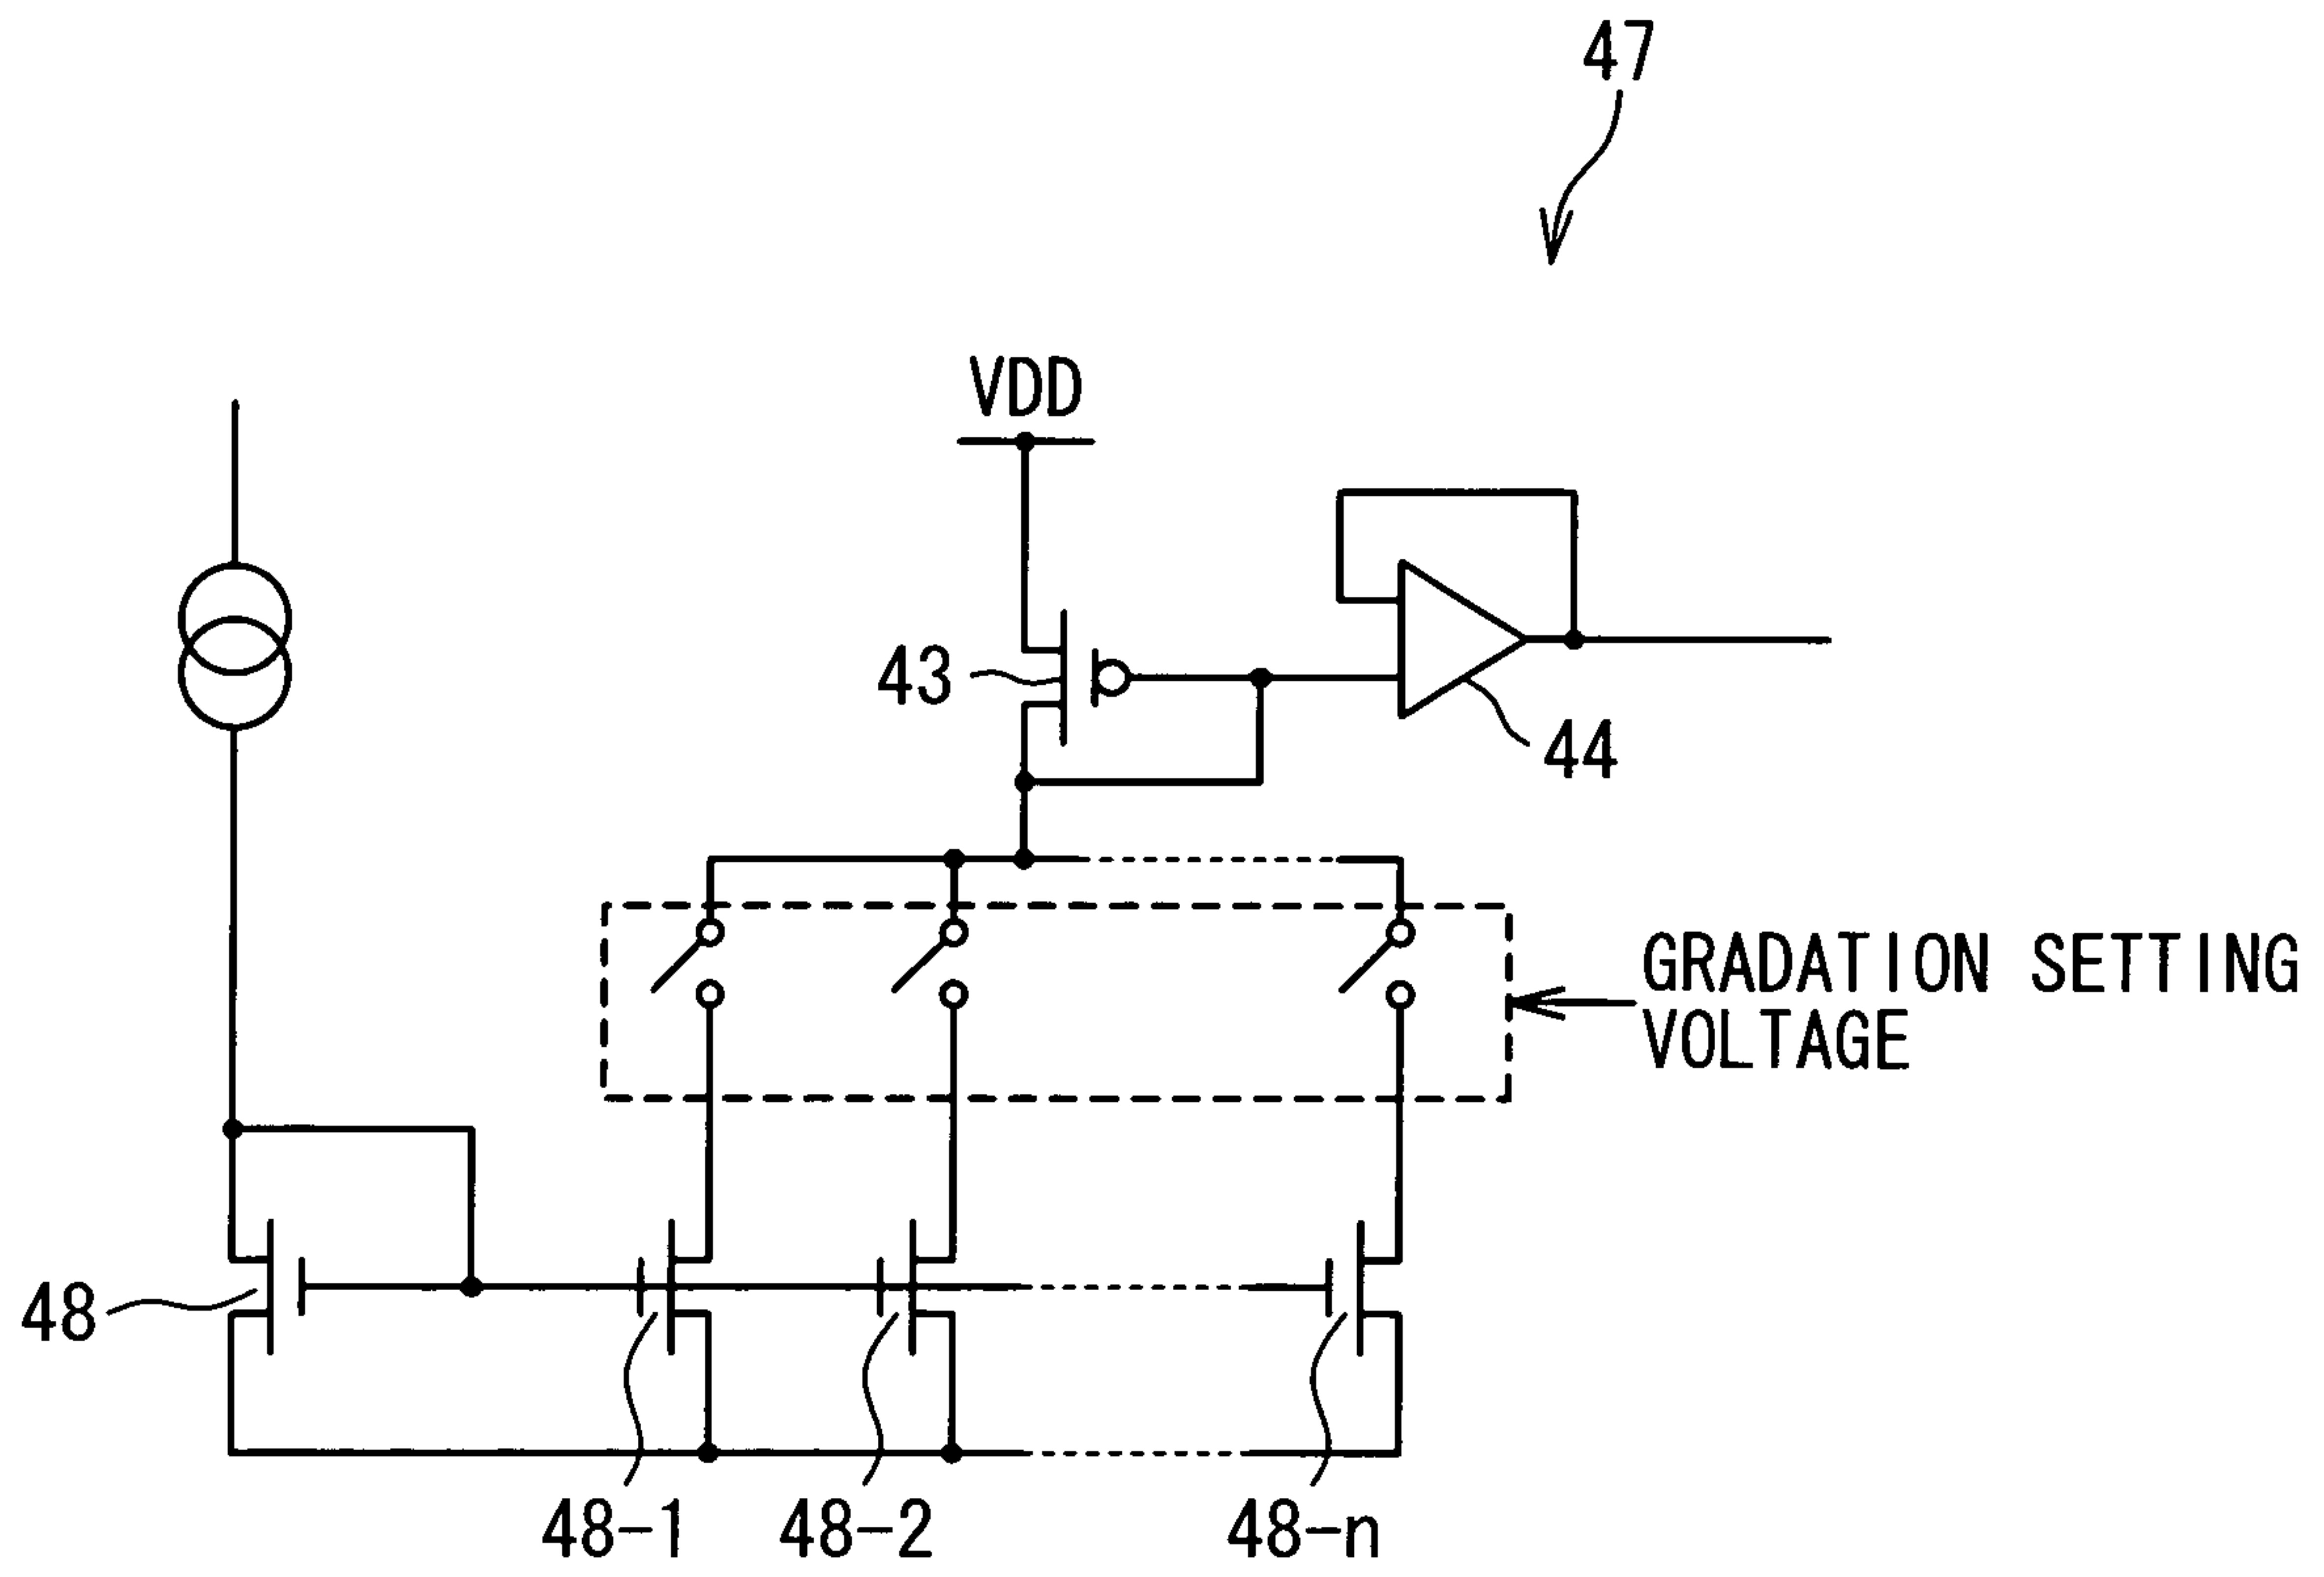 47
VDD
43
44
GRADATION SETTING
VOLTAGE
48
48-1
48-2
48-n